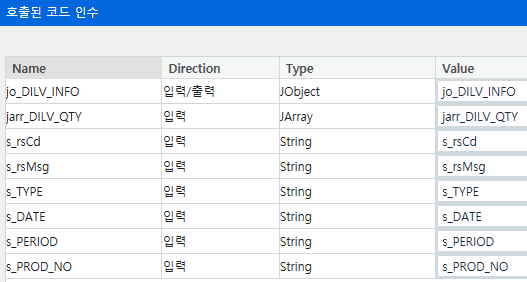 호출된 코드 인수
Name Direction Type Value
jo_DILV_INFO 입력/출력 JObject jo_DILV_INFO
jarr_DILV_QTY 입력 JArray jarr_DILV_QTY
s_rsCd 입력 String s_rsCd
s_rsMsg 입력 String s_rsMsg
s_TYPE 입력 String s_TYPE
s_DATE 입력 String s_DATE
s_PERIOD 입력 String s_PERIOD
s_PROD_NO 입력 String s_PROD_NO